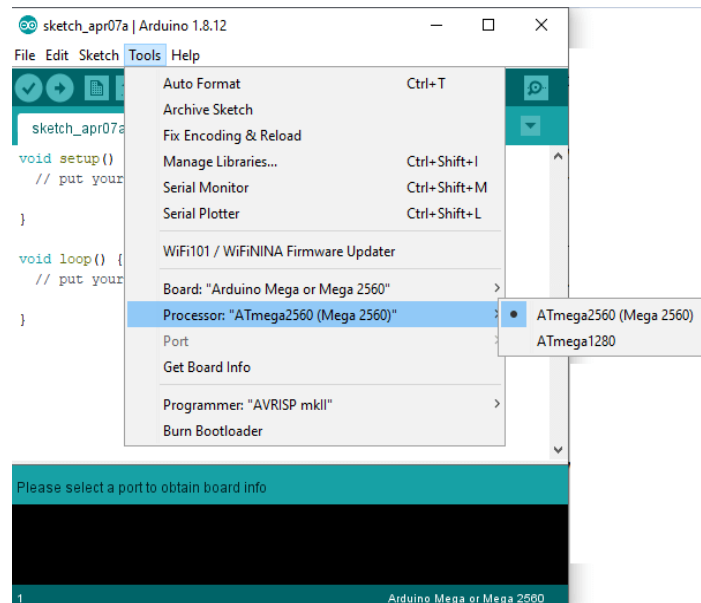 sketch_apr07a | Arduino 1.8.12
File Edit Sketch Tools Help
Auto Format Ctrl+T
Archive Sketch
Fix Encoding & Reload
Manage Libraries... Ctrl+Shift+I
Serial Monitor Ctrl+Shift+M
Serial Plotter Ctrl+Shift+L
WiFi101 / WiFiNINA Firmware Updater
Board: "Arduino Mega or Mega 2560"
Processor: "ATmega2560 (Mega 2560)"
Port
Get Board Info
Programmer: "AVRISP mkII"
Burn Bootloader
ATmega2560 (Mega 2560)
ATmega1280
sketch_apr07a
void setup()
// put your
}
void loop() {
// put your
}
Please select a port to obtain board info
1 Arduino Mega or Mega 2560